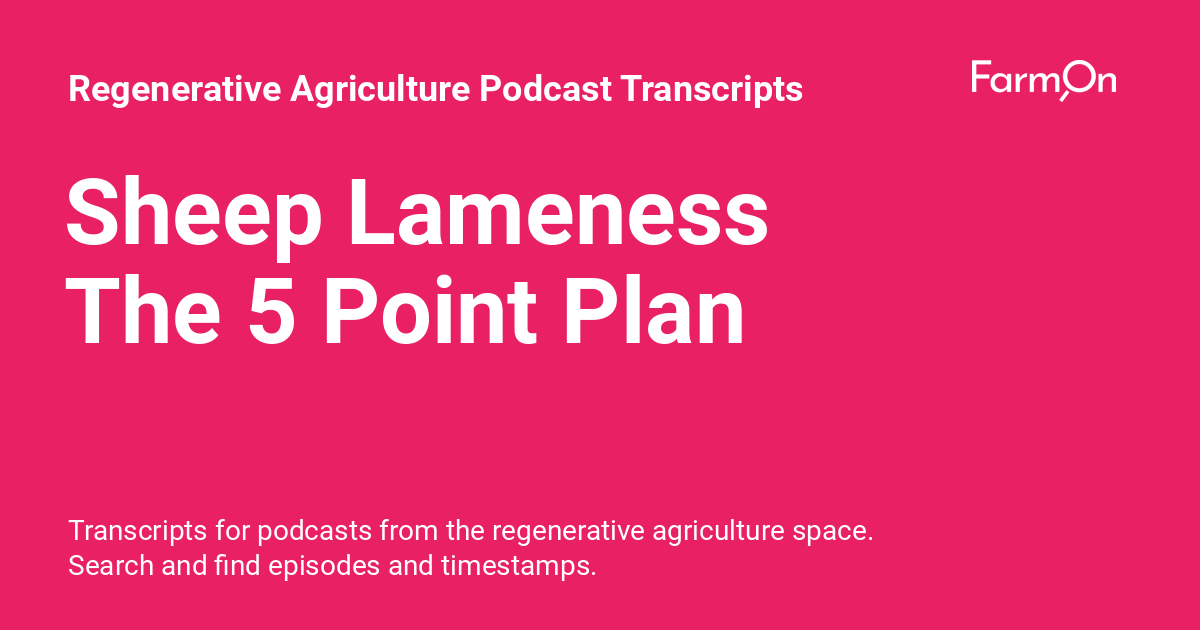 Regenerative Agriculture Podcast Transcripts
FarmOn
Sheep Lameness
The 5 Point Plan
Transcripts for podcasts from the regenerative agriculture space.
Search and find episodes and timestamps.